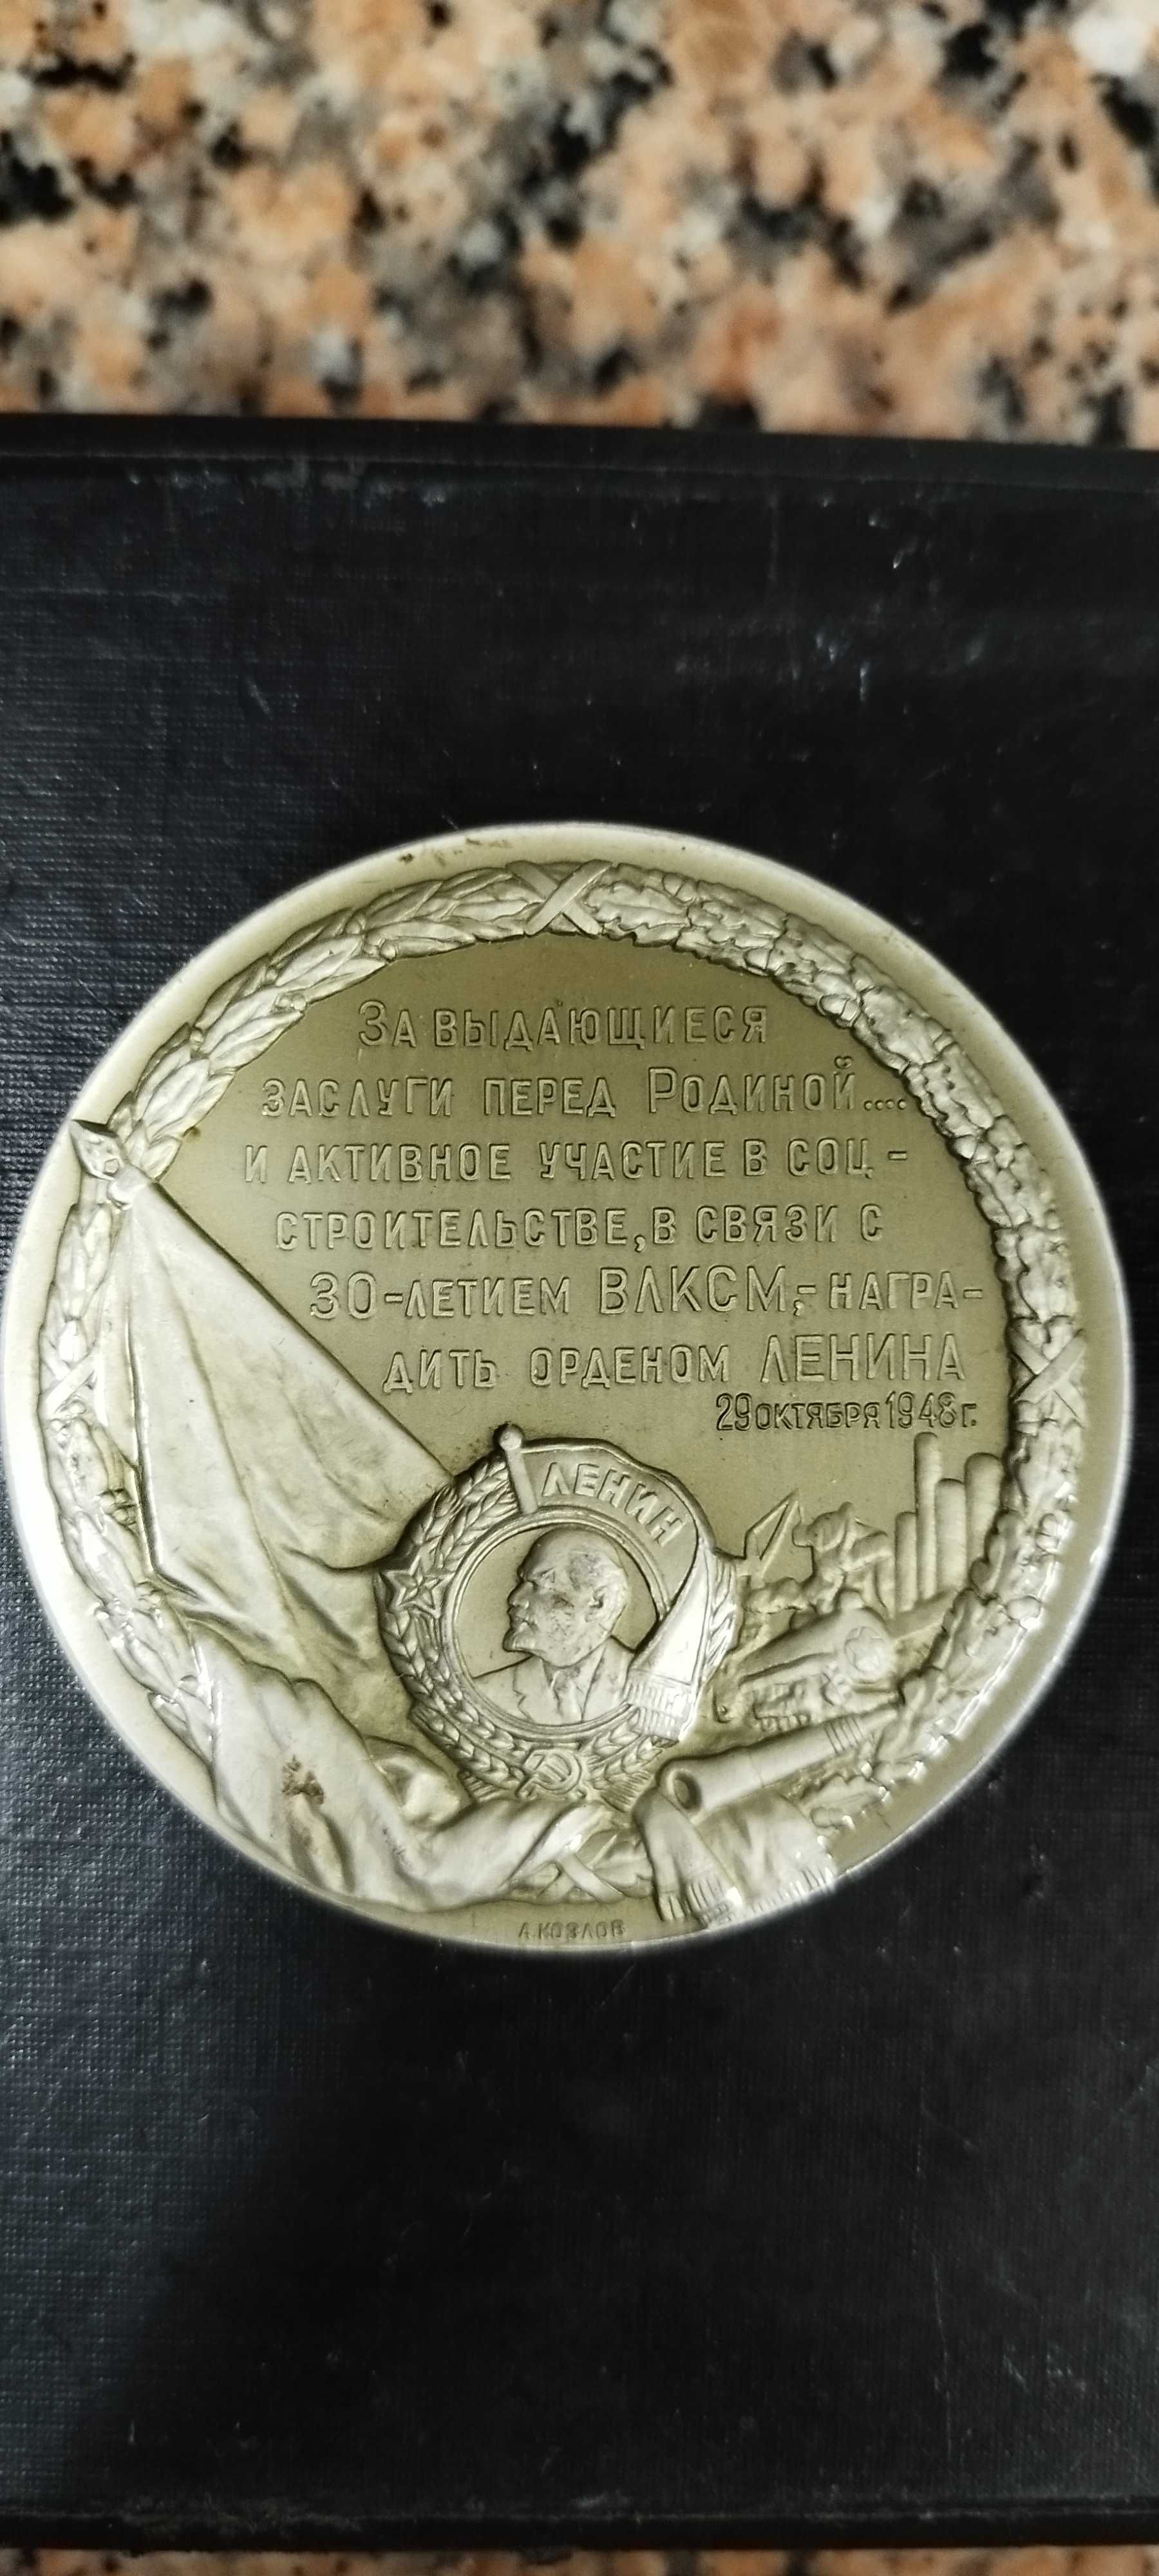 За выдающиеся
заслуги перед Родиной....
и активное участие в соц-
строительстве, в связи с
30-летием ВЛКСМ,- награ-
дить орденом ЛЕНИНА
29 октября 1948 г.
ЛЕНИН
А.КОЗЛОВ